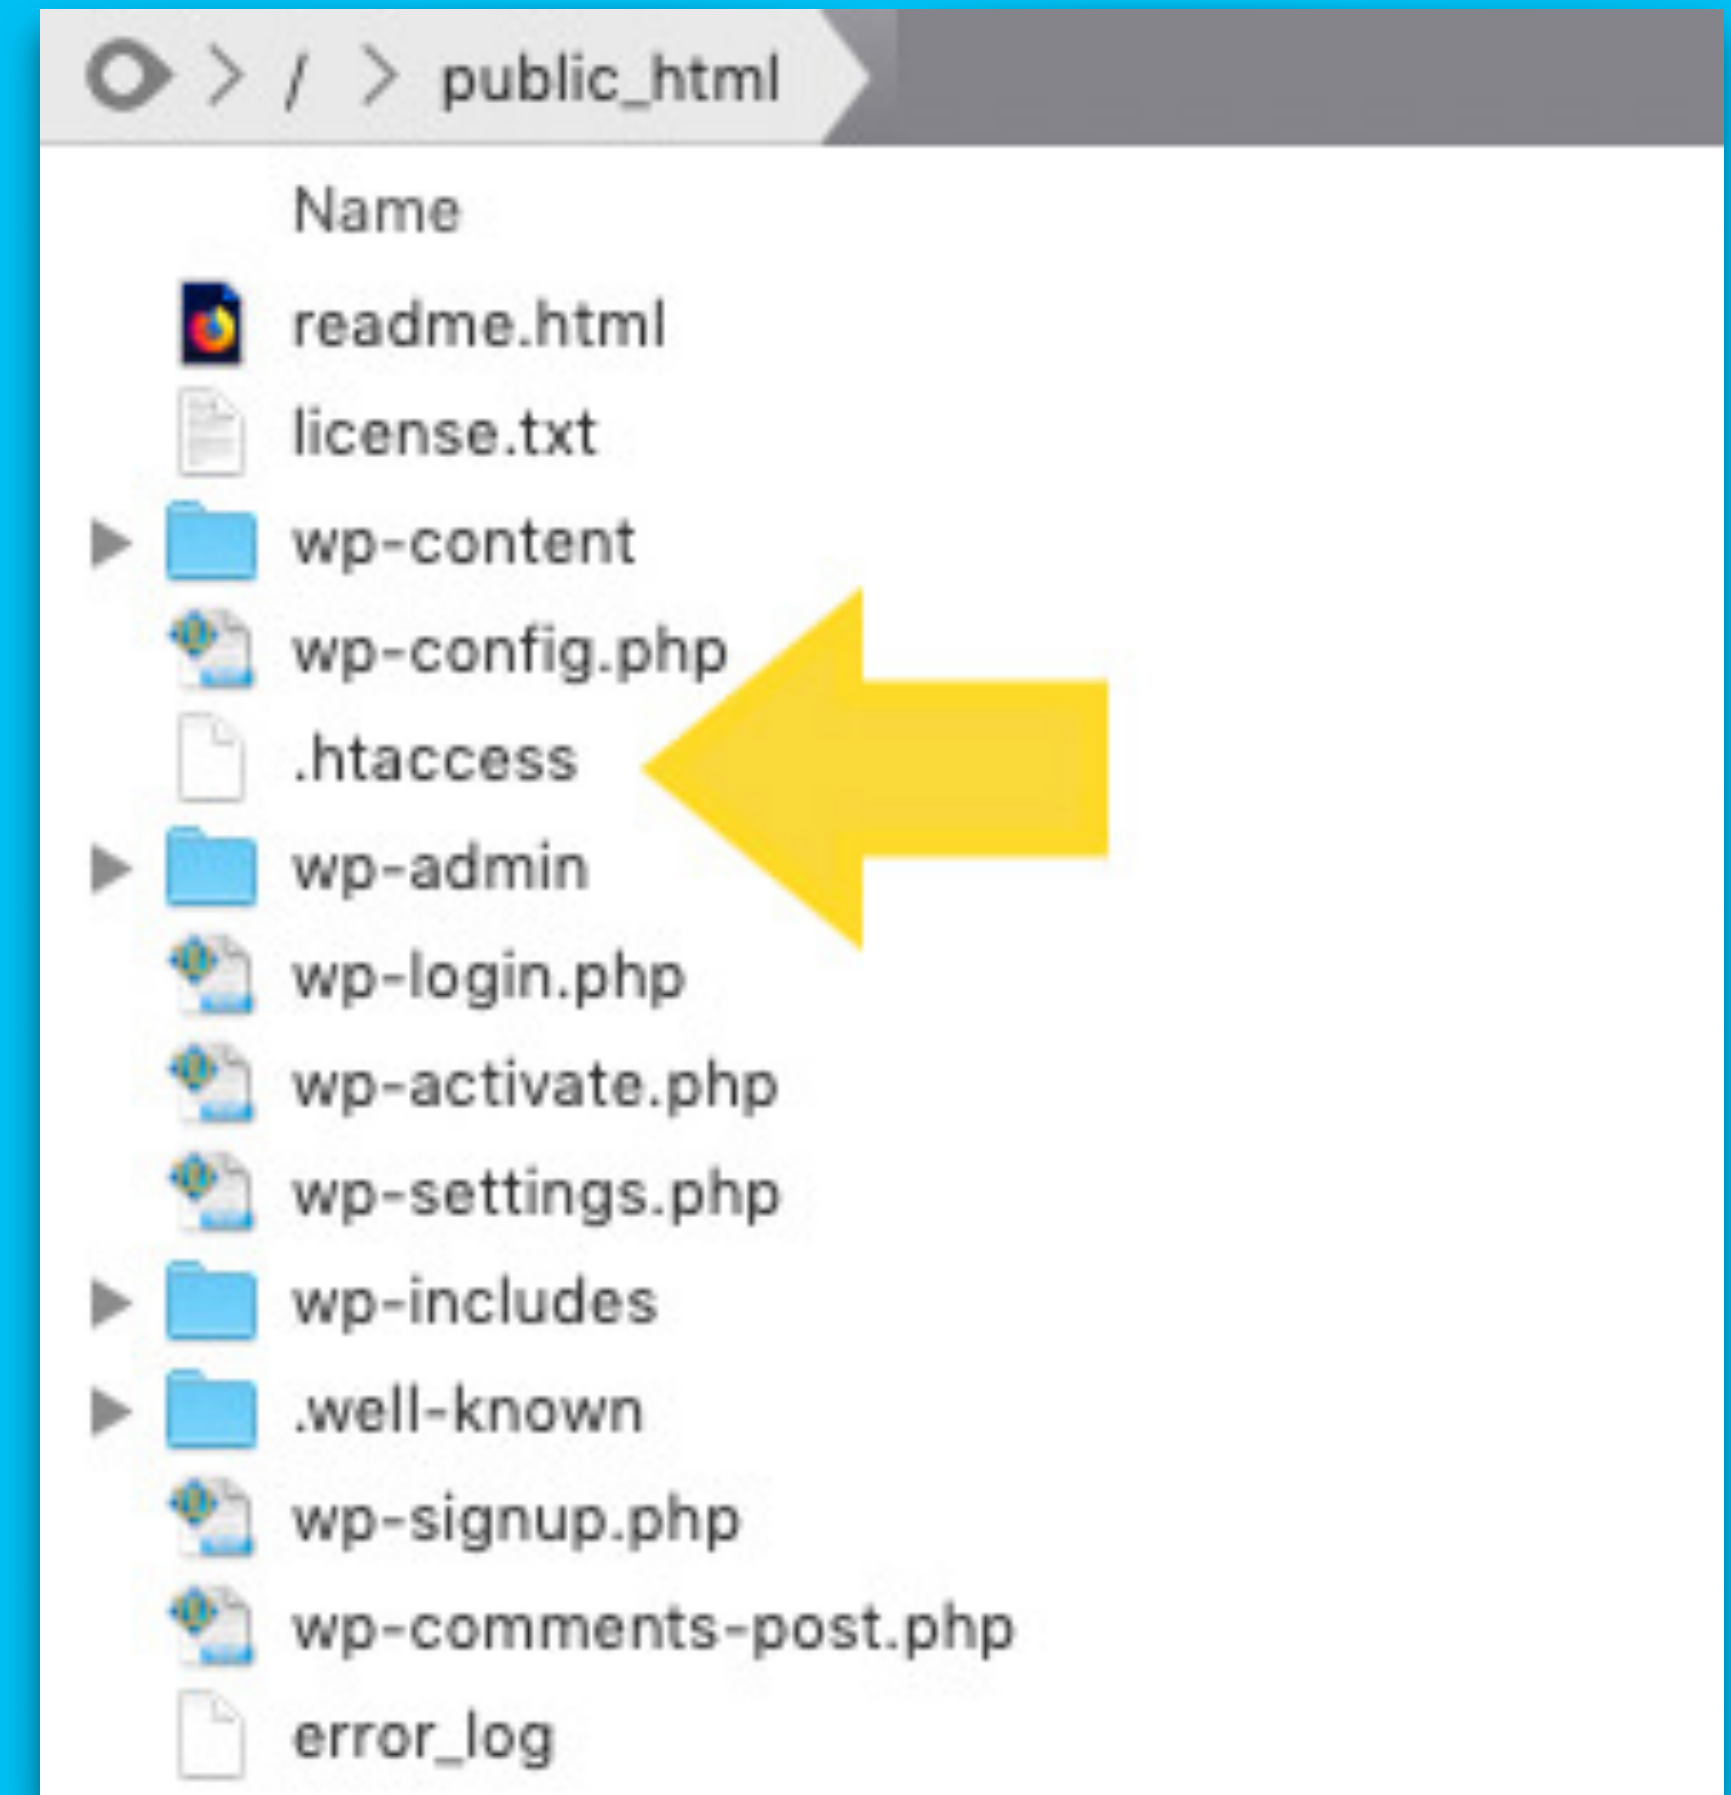 / public_html
Name
readme.html
license.txt
wp-content
wp-config.php
.htaccess
wp-admin
wp-login.php
wp-activate.php
wp-settings.php
wp-includes
.well-known
wp-signup.php
wp-comments-post.php
error_log